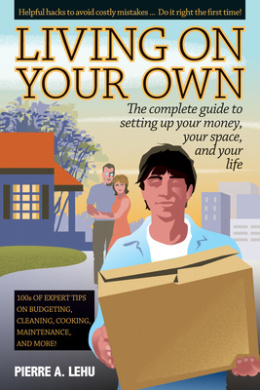 Helpful hacks to avoid costly mistakes ... Do it right the first time!
LIVING ON
YOUR OWN
The complete guide to
setting up your money,
your space,
and your
life
100s OF EXPERT TIPS
ON BUDGETING,
CLEANING, COOKING,
MAINTENANCE,
AND MORE!
PIERRE A. LEHU